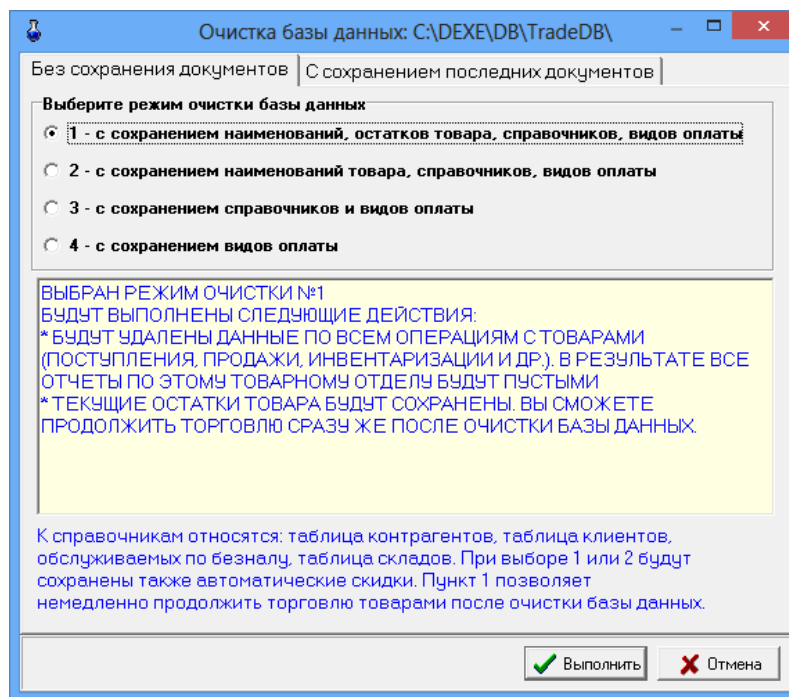 Очистка базы данных: C:\DEXE\DB\TradeDB\
Без сохранения документов
С сохранением последних документов
Выберите режим очистки базы данных
1 - с сохранением наименований, остатков товара, справочников, видов оплаты
2 - с сохранением наименований товара, справочников, видов оплаты
3 - с сохранением справочников и видов оплаты
4 - с сохранением видов оплаты
ВЫБРАН РЕЖИМ ОЧИСТКИ №1
БУДУТ ВЫПОЛНЕНЫ СЛЕДУЮЩИЕ ДЕЙСТВИЯ:
* БУДУТ УДАЛЕНЫ ДАННЫЕ ПО ВСЕМ ОПЕРАЦИЯМ С ТОВАРАМИ
(ПОСТУПЛЕНИЯ, ПРОДАЖИ, ИНВЕНТАРИЗАЦИИ И ДР.). В РЕЗУЛЬТАТЕ ВСЕ
ОТЧЕТЫ ПО ЭТОМУ ТОВАРНОМУ ОТДЕЛУ БУДУТ ПУСТЫМИ
* ТЕКУЩИЕ ОСТАТКИ ТОВАРА БУДУТ СОХРАНЕНЫ. ВЫ СМОЖЕТЕ
ПРОДОЛЖИТЬ ТОРГОВЛЮ СРАЗУ ЖЕ ПОСЛЕ ОЧИСТКИ БАЗЫ ДАННЫХ.
К справочникам относятся: таблица контрагентов, таблица клиентов,
обслуживаемых по безналу, таблица складов. При выборе 1 или 2 будут
сохранены также автоматические скидки. Пункт 1 позволяет
немедленно продолжить торговлю товарами после очистки базы данных.
Выполнить
Отмена